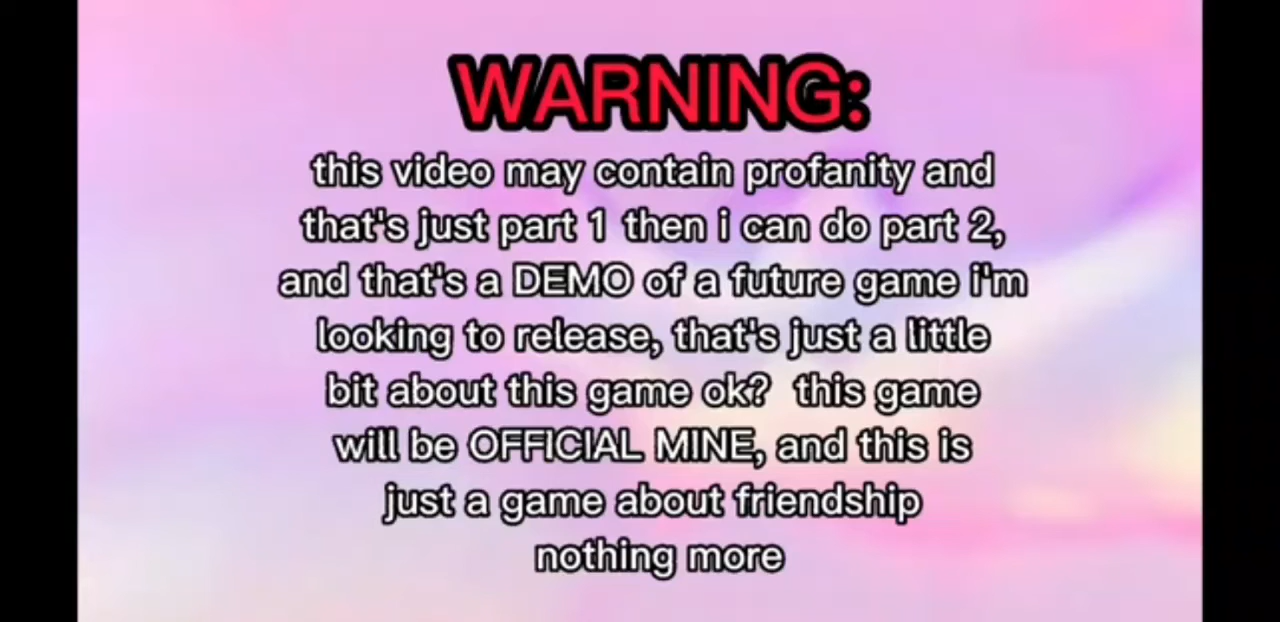 WARNING:
this video may contain profanity and
that's just part 1 then i can do part 2,
and that's a DEMO of a future game i'm
looking to release, that's just a little
bit about this game ok? this game
will be OFFICIAL MINE, and this is
just a game about friendship
nothing more